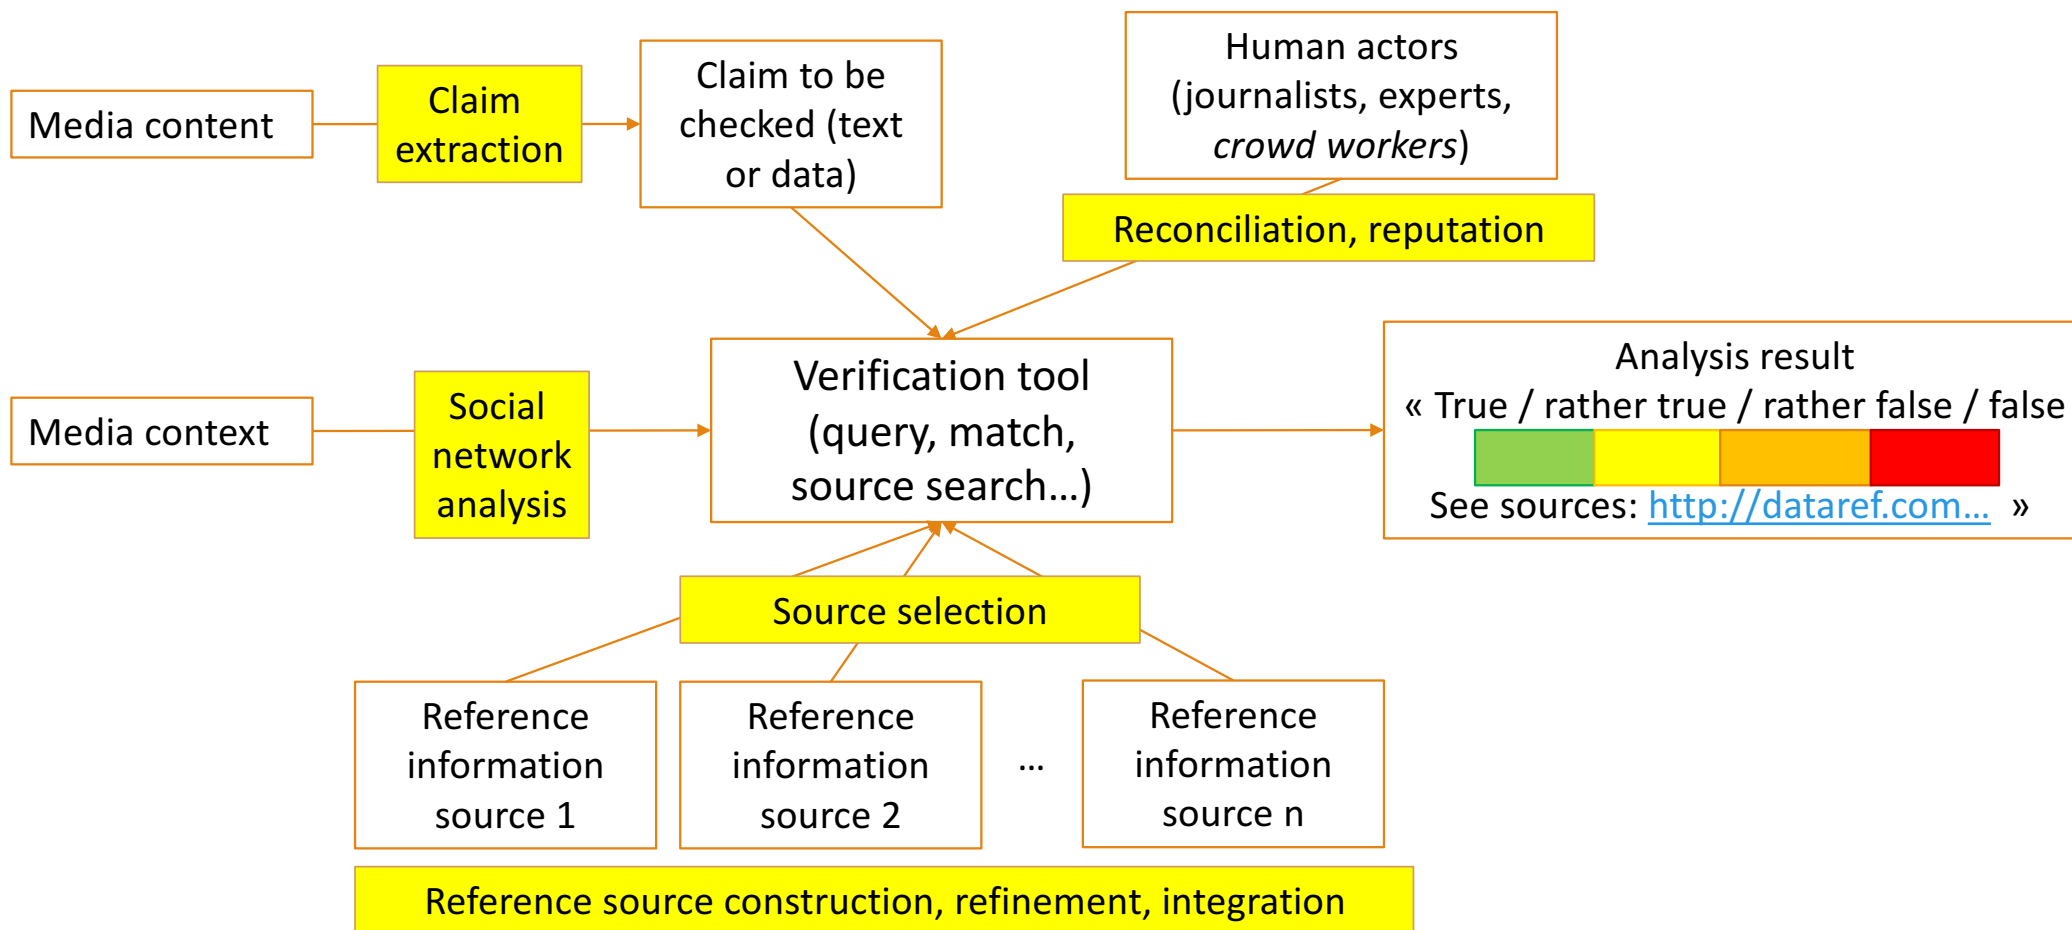 Media content
Claim
extraction
Claim to be
checked (text
or data)
Human actors
(journalists, experts,
crowd workers)
Reconciliation, reputation
Media context
Social
network
analysis
Verification tool
(query, match,
source search…)
Analysis result
« True / rather true / rather false / false
See sources: http://dataref.com… »
Source selection
Reference
information
source 1
Reference
information
source 2
…
Reference
information
source n
Reference source construction, refinement, integration